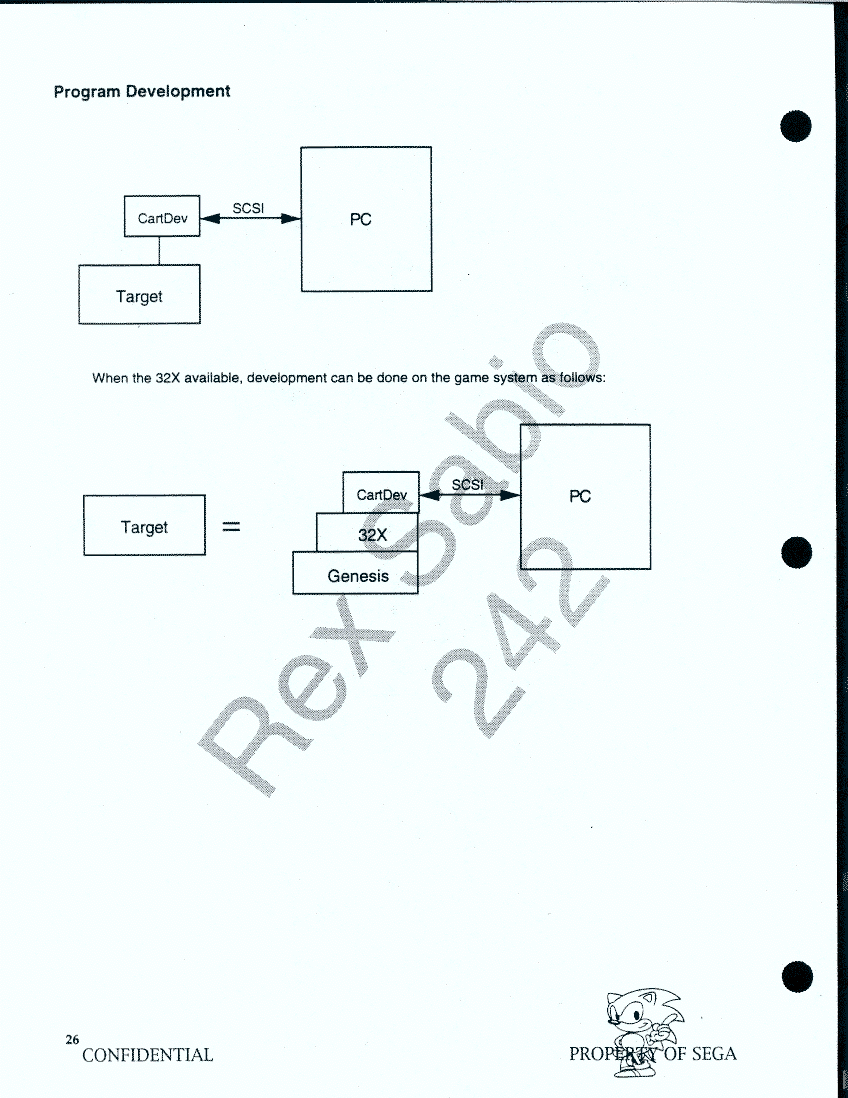 Program Development
SCSI
CartDev
PC
Target
When the 32X available, development can be done on the game system as follows:
CartDev
SCSI
PC
Target
=
32X
Genesis
Rex Sabio
242
26
CONFIDENTIAL
PROPERTY OF SEGA